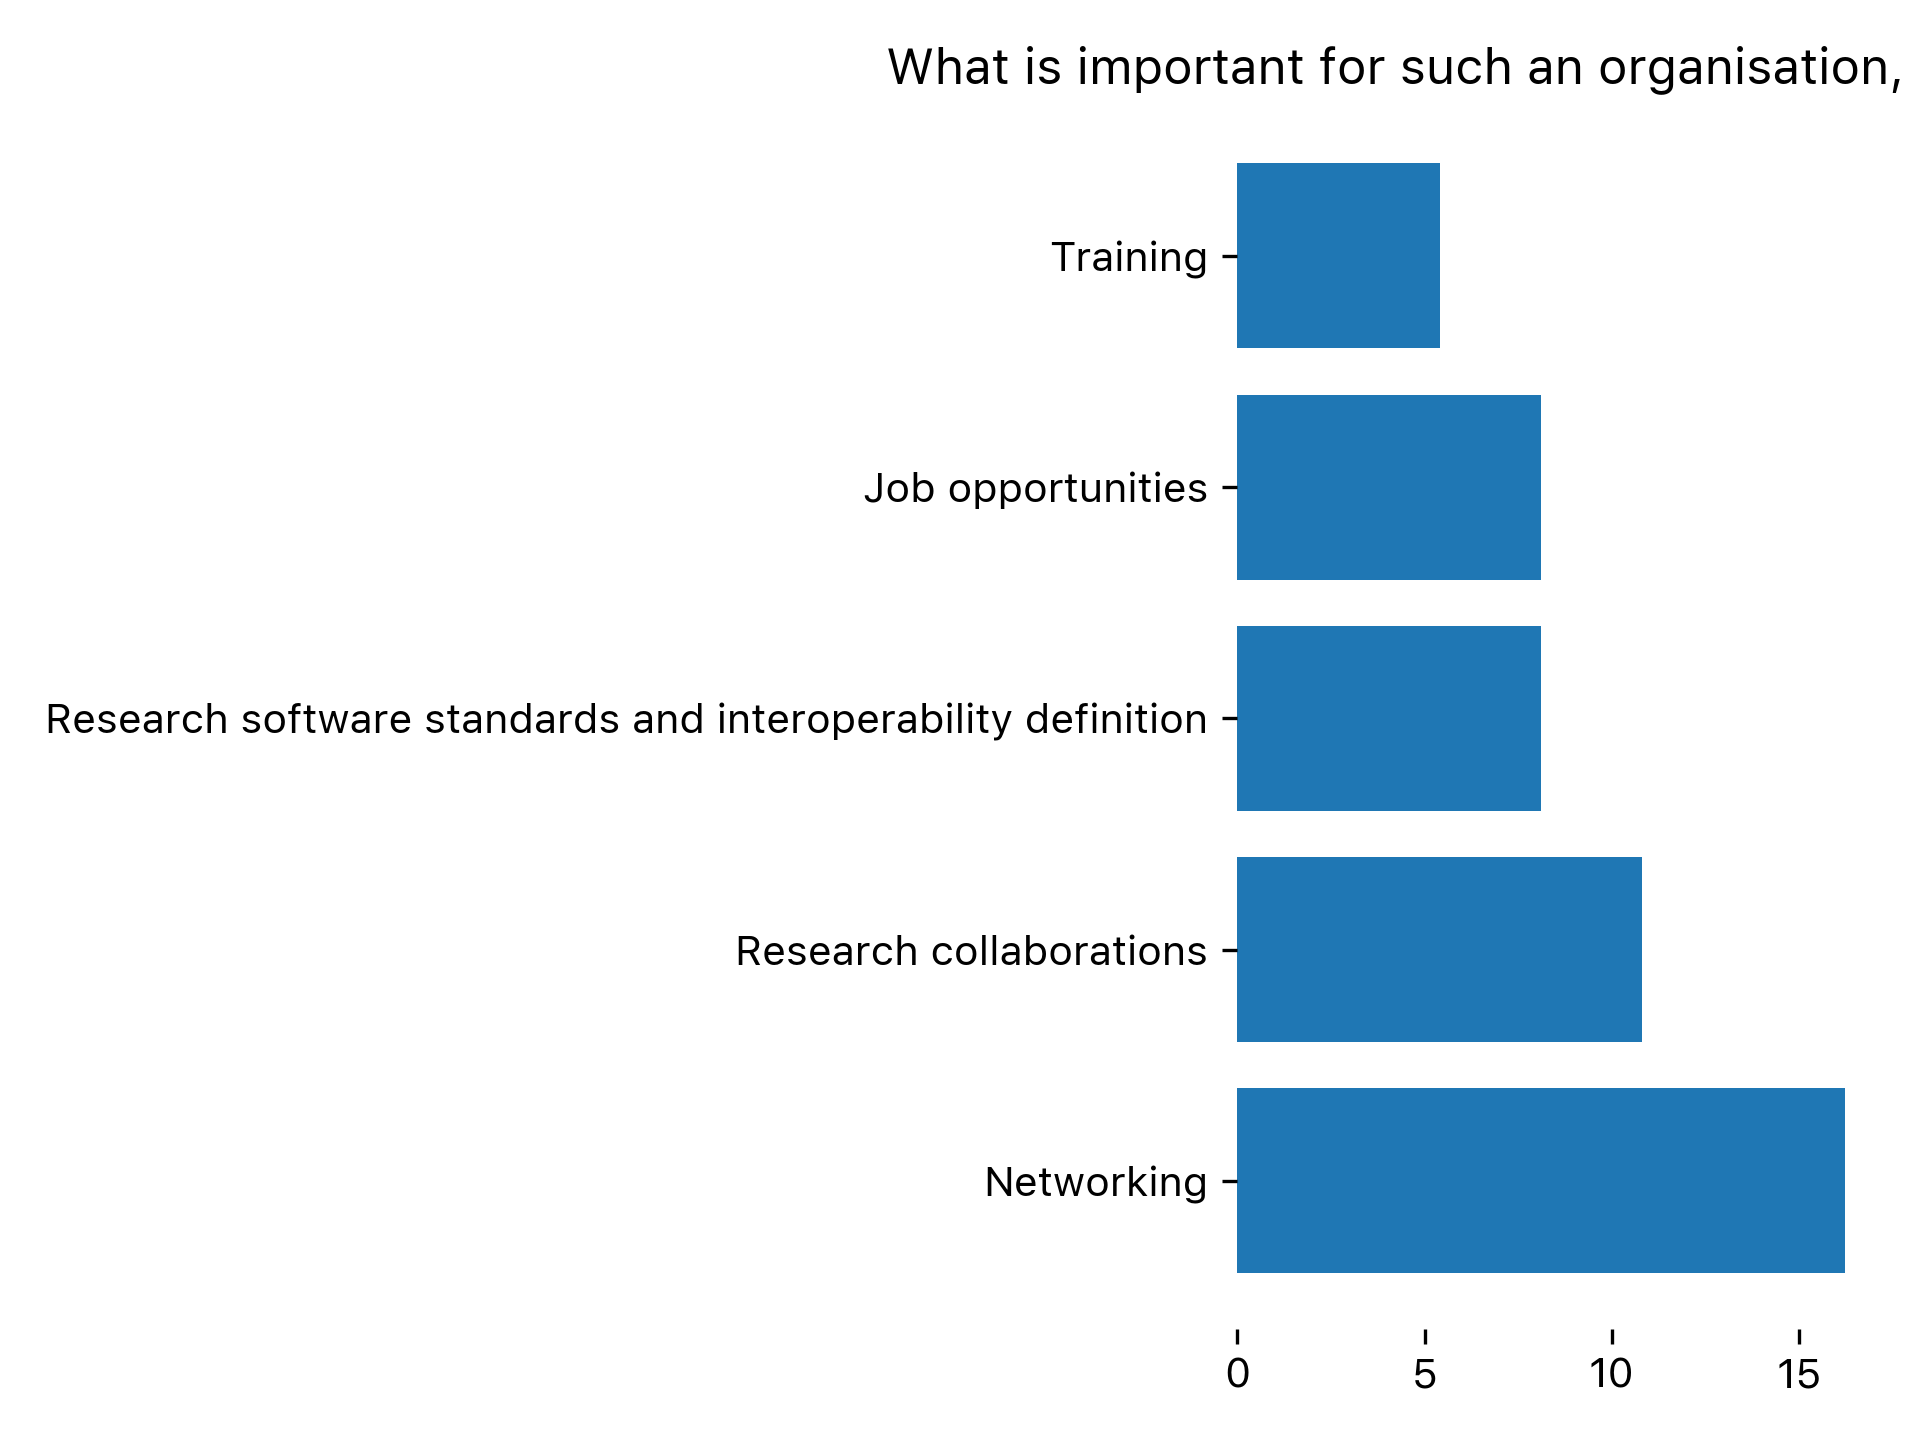 What is important for such an organisation,
Training
Job opportunities
Research software standards and interoperability definition
Research collaborations
Networking
0 5 10 15